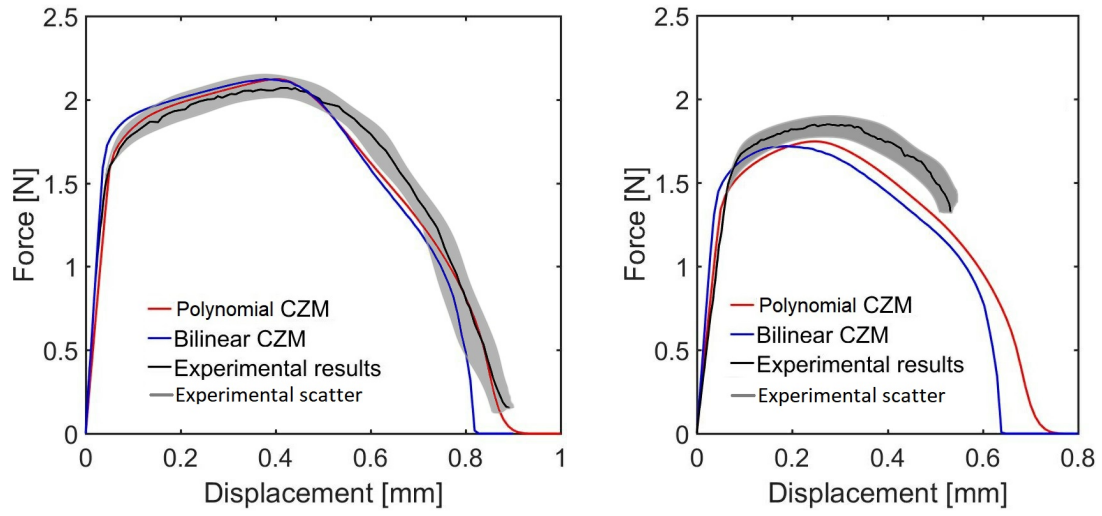 2.5
2
1.5
1
0.5
0
Force [N]
Polynomial CZM
Bilinear CZM
Experimental results
Experimental scatter
0 0.2 0.4 0.6 0.8 1
Displacement [mm]
2.5
2
1.5
1
0.5
0
Force [N]
Polynomial CZM
Bilinear CZM
Experimental results
Experimental scatter
0 0.2 0.4 0.6 0.8
Displacement [mm]